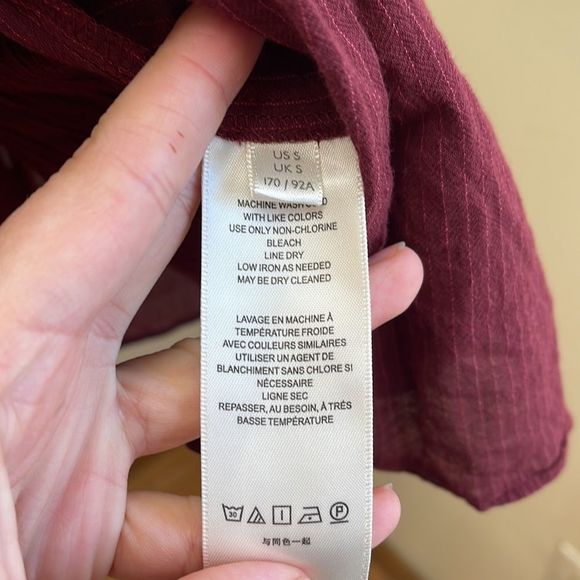 US S
UK S
170 / 92A
MACHINE WASH
WITH LIKE COLORS
USE ONLY NON-CHLORINE
BLEACH
LINE DRY
LOW IRON AS NEEDED
MAY BE DRY CLEANED
LAVAGE EN MACHINE À
TEMPÉRATURE FROIDE
AVEC COULEURS SIMILAIRES
UTILISER UN AGENT DE
BLANCHIMENT SANS CHLORE SI
NÉCESSAIRE
LIGNE SEC
REPASSER, AU BESOIN, À TRÈS
BASSE TEMPÉRATURE
30 P
与同色一起